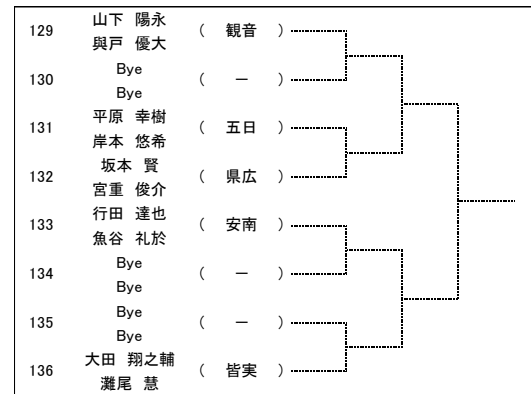 山下 陽永
129 ( 観音 )
與戸 優大
Bye
130 ( － )
Bye
平原 幸樹
131 ( 五日 )
岸本 悠希
坂本 賢
132 ( 県広 )
宮重 俊介
行田 達也
133 ( 安南 )
魚谷 礼於
Bye
134 ( － )
Bye
Bye
135 ( － )
Bye
大田 翔之輔
136 ( 皆実 )
灘尾 慧